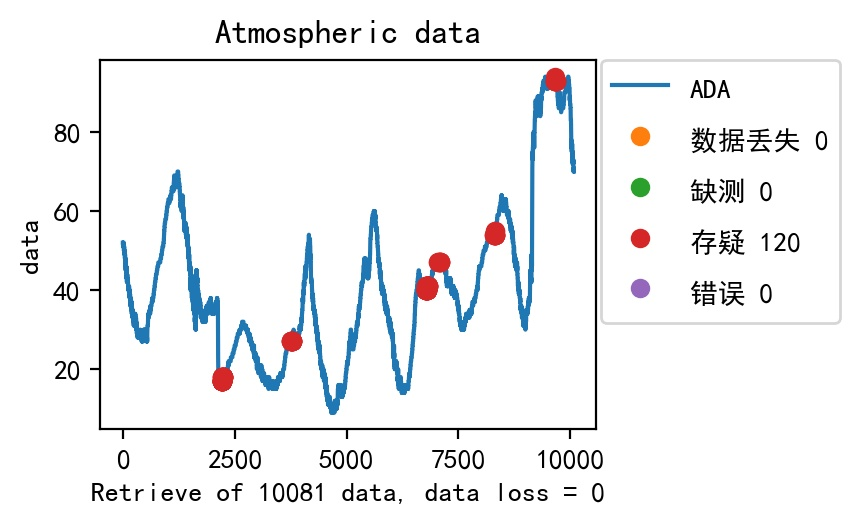 Atmospheric data
data
80
60
40
20
0
2500
5000
7500
10000
Retrieve of 10081 data, data loss = 0
ADA
数据丢失 0
缺测 0
存疑 120
错误 0